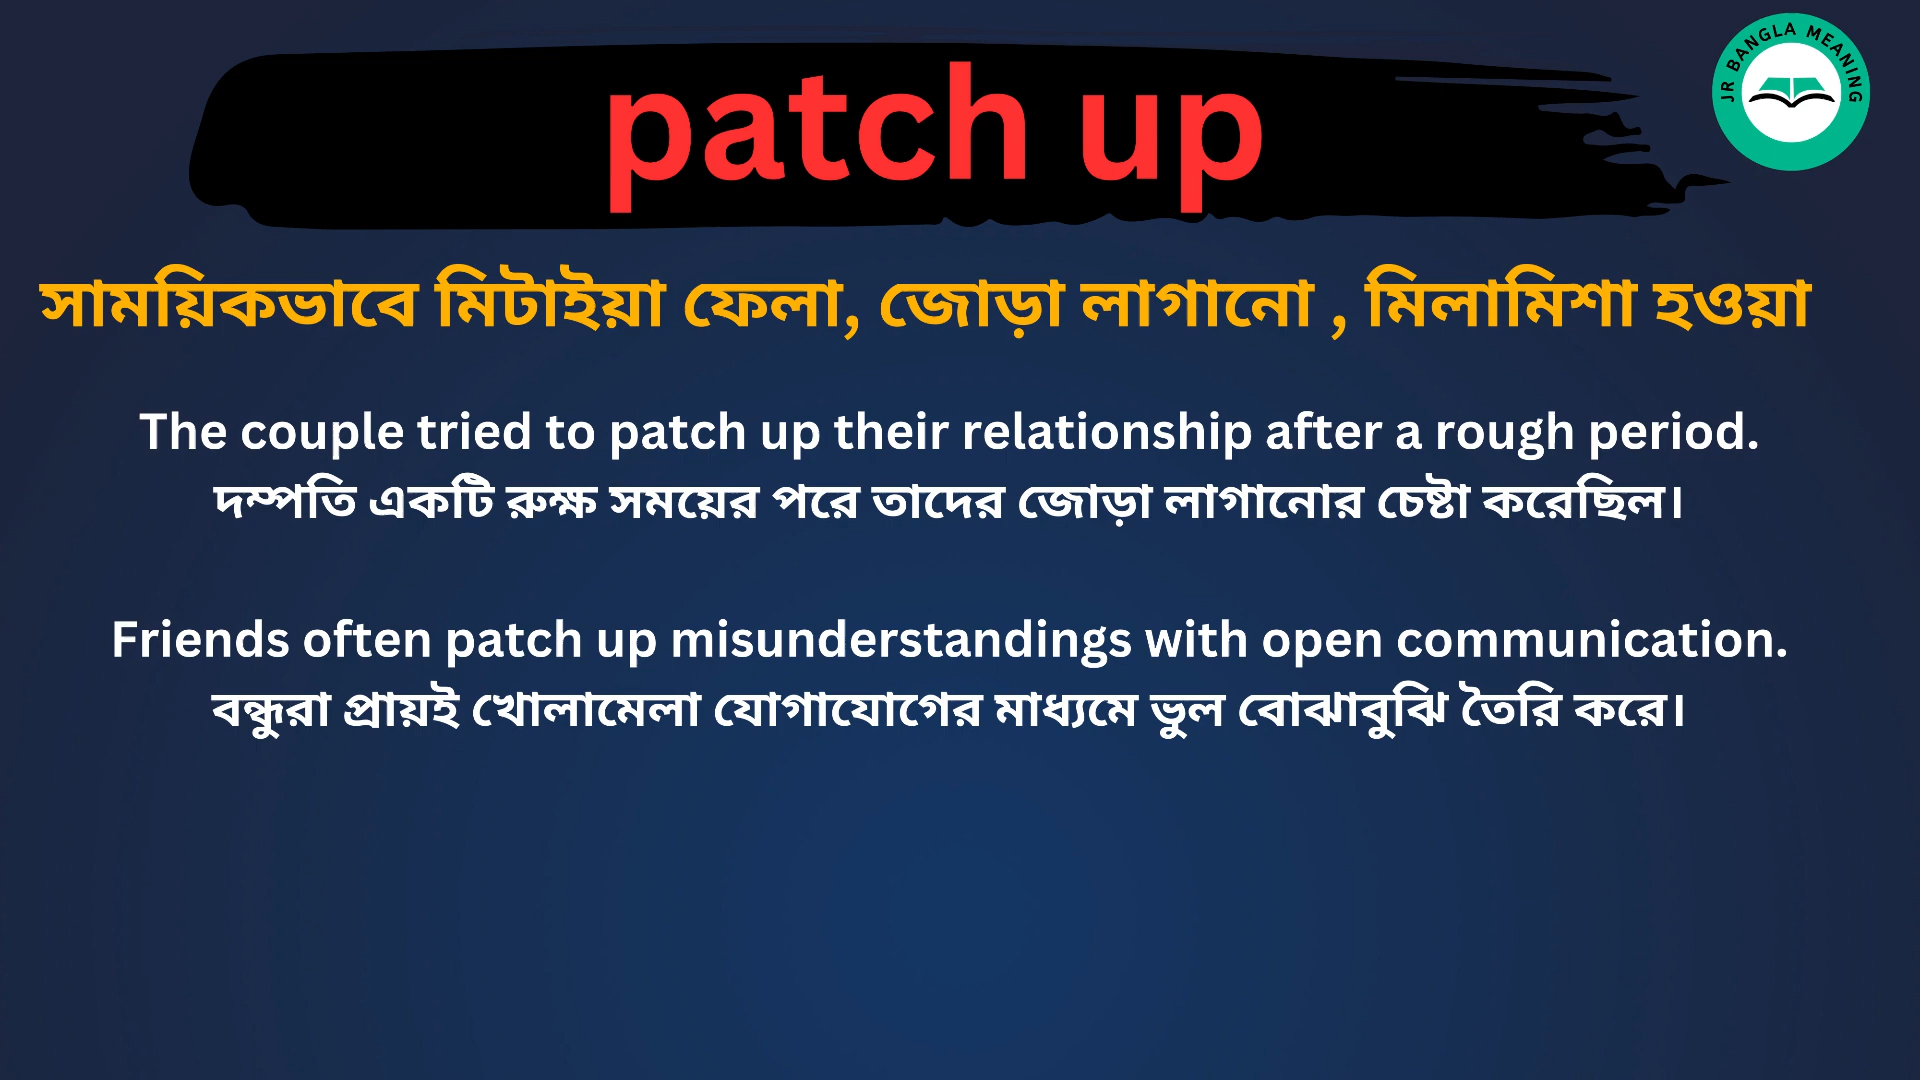 patch up
JR BANGLA MEANING
সাময়িকভাবে মিটাইয়া ফেলা, জোড়া লাগানো , মিলামিশা হওয়া
The couple tried to patch up their relationship after a rough period.
দম্পতি একটি রুক্ষ সময়ের পরে তাদের জোড়া লাগানোর চেষ্টা করেছিল।
Friends often patch up misunderstandings with open communication.
বন্ধুরা প্রায়ই খোলামেলা যোগাযোগের মাধ্যমে ভুল বোঝাবুঝি তৈরি করে।